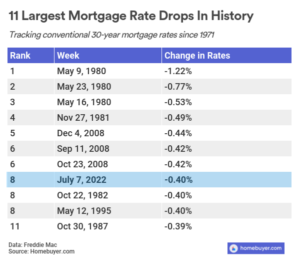 11 Largest Mortgage Rate Drops In History
Tracking conventional 30-year mortgage rates since 1971
Rank Week Change in Rates
1 May 9, 1980 -1.22%
2 May 23, 1980 -0.77%
3 May 16, 1980 -0.53%
4 Nov 27, 1981 -0.49%
5 Dec 4, 2008 -0.44%
6 Sep 11, 2008 -0.42%
6 Oct 23, 2008 -0.42%
8 July 7, 2022 -0.40%
8 Oct 22, 1982 -0.40%
8 May 12, 1995 -0.40%
11 Oct 30, 1987 -0.39%
Data: Freddie Mac
Source: Homebuyer.com
homebuyer.com